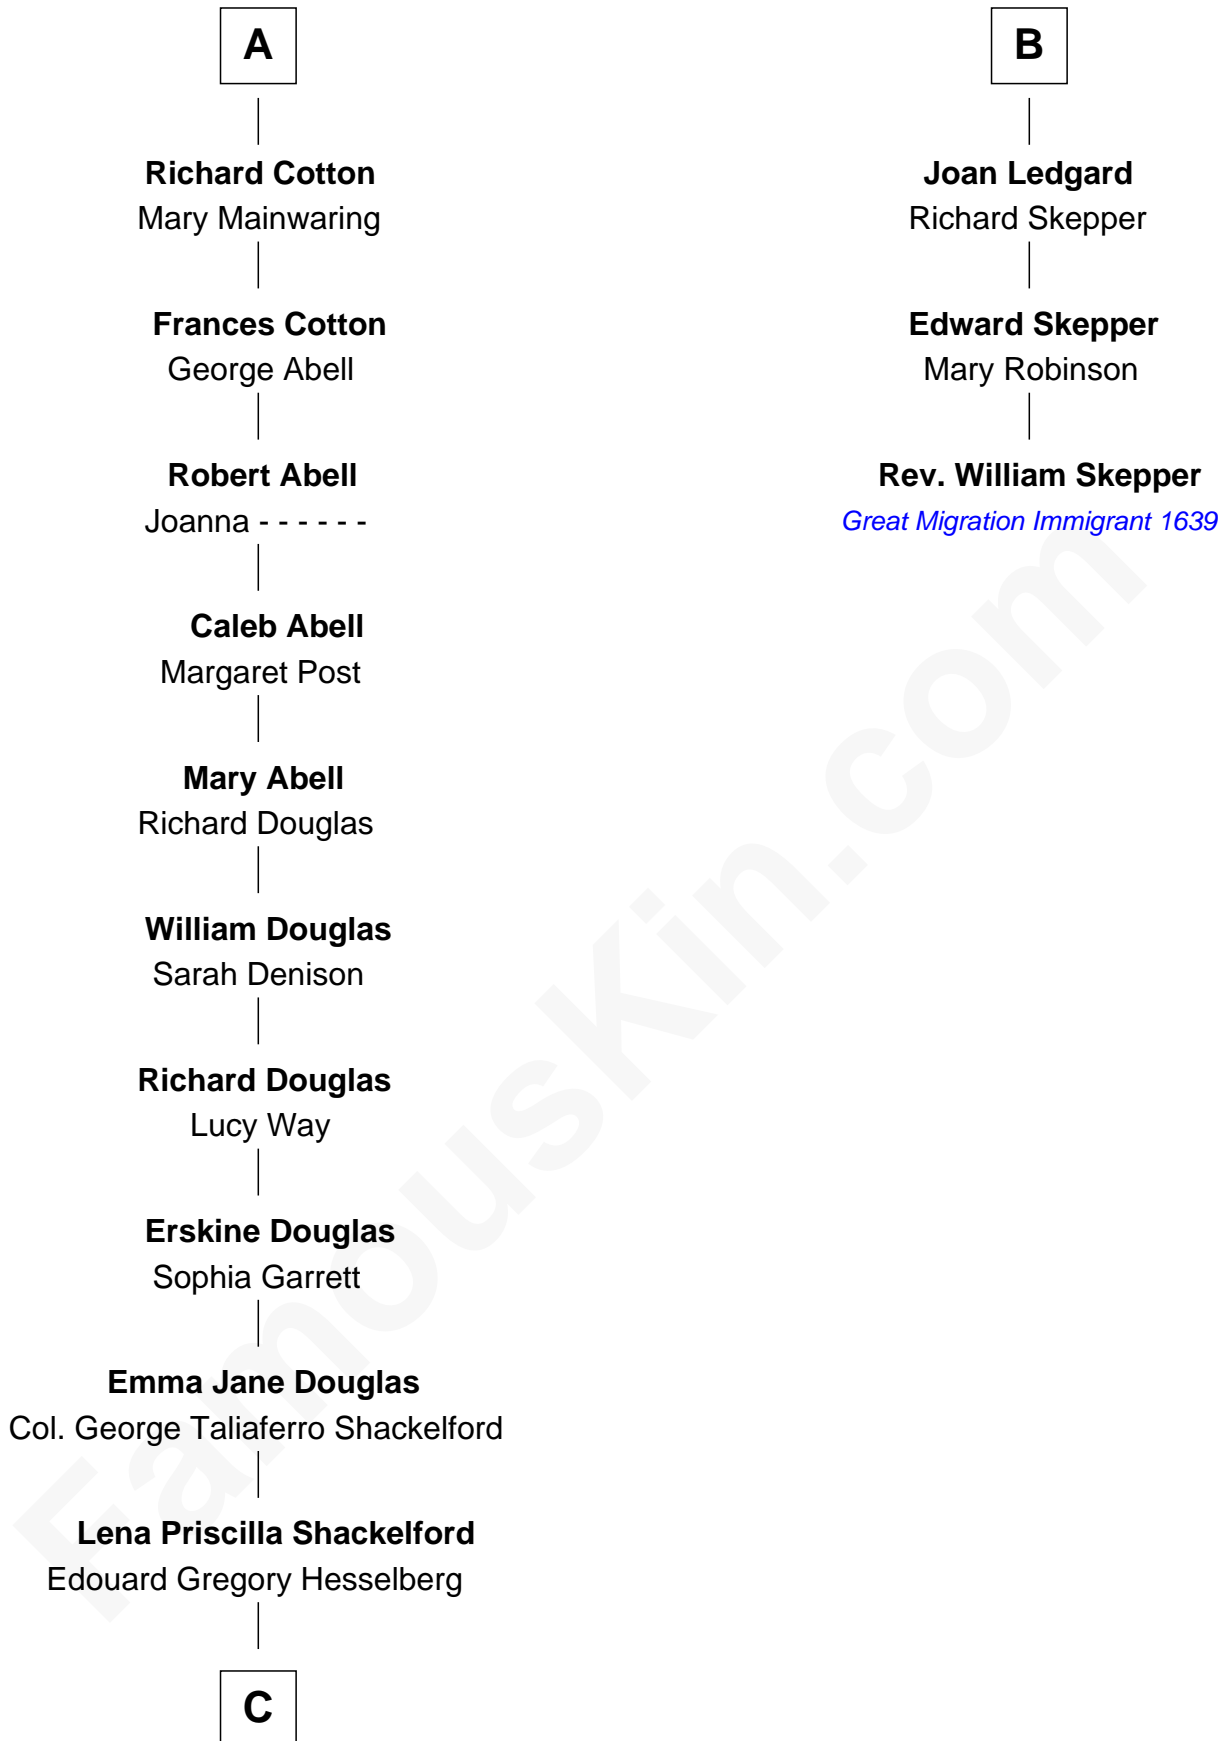 A
Richard Cotton
Mary Mainwaring
Frances Cotton
George Abell
Robert Abell
Joanna - - - - - -
Caleb Abell
Margaret Post
Mary Abell
Richard Douglas
William Douglas
Sarah Denison
Richard Douglas
Lucy Way
Erskine Douglas
Sophia Garrett
Emma Jane Douglas
Col. George Taliaferro Shackelford
Lena Priscilla Shackelford
Edouard Gregory Hesselberg
C
B
Joan Ledgard
Richard Skepper
Edward Skepper
Mary Robinson
Rev. William Skepper
Great Migration Immigrant 1639
FamousKin.com